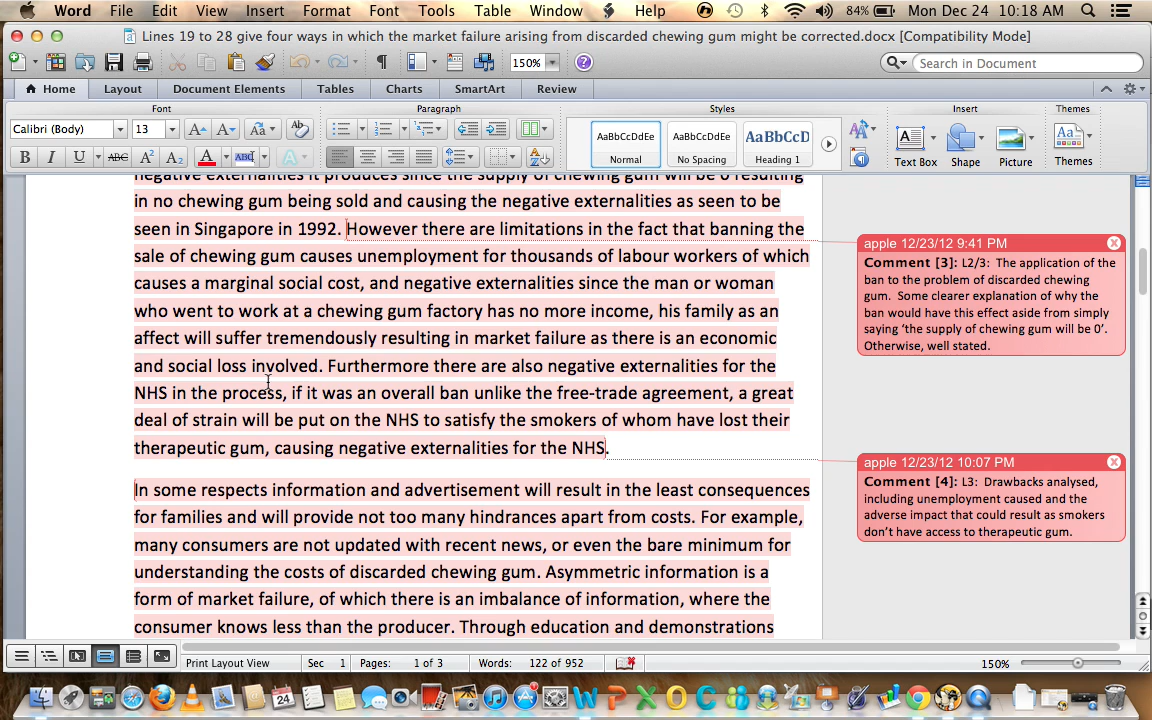 Word File Edit View Insert Format Font Tools Table Window Help 84% Mon Dec 24 10:18 AM
Lines 19 to 28 give four ways in which the market failure arising from discarded chewing gum might be corrected.docx [Compatibility Mode]
150% Search in Document
Home Layout Document Elements Tables Charts SmartArt Review
Font Paragraph Styles Insert Themes
Calibri (Body) 13 A A Aa Ab
AaBbCcDdEe AaBbCcDdEe AaBbCcD
B I U ABC A² A₂ A ABC A
Normal No Spacing Heading 1 Text Box Shape Picture Themes
negative externalities it produces since the supply of chewing gum will be 0 resulting
in no chewing gum being sold and causing the negative externalities as seen to be
seen in Singapore in 1992. However there are limitations in the fact that banning the
sale of chewing gum causes unemployment for thousands of labour workers of which
causes a marginal social cost, and negative externalities since the man or woman
who went to work at a chewing gum factory has no more income, his family as an
affect will suffer tremendously resulting in market failure as there is an economic
and social loss involved. Furthermore there are also negative externalities for the
NHS in the process, if it was an overall ban unlike the free-trade agreement, a great
deal of strain will be put on the NHS to satisfy the smokers of whom have lost their
therapeutic gum, causing negative externalities for the NHS.
In some respects information and advertisement will result in the least consequences
for families and will provide not too many hindrances apart from costs. For example,
many consumers are not updated with recent news, or even the bare minimum for
understanding the costs of discarded chewing gum. Asymmetric information is a
form of market failure, of which there is an imbalance of information, where the
consumer knows less than the producer. Through education and demonstrations
apple 12/23/12 9:41 PM
Comment [3]: L2/3: The application of the
ban to the problem of discarded chewing
gum. Some clearer explanation of why the
ban would have this effect aside from simply
saying ‘the supply of chewing gum will be 0’.
Otherwise, well stated.
apple 12/23/12 10:07 PM
Comment [4]: L3: Drawbacks analysed,
including unemployment caused and the
adverse impact that could result as smokers
don’t have access to therapeutic gum.
Print Layout View Sec 1 Pages: 1 of 3 Words: 122 of 952 150%